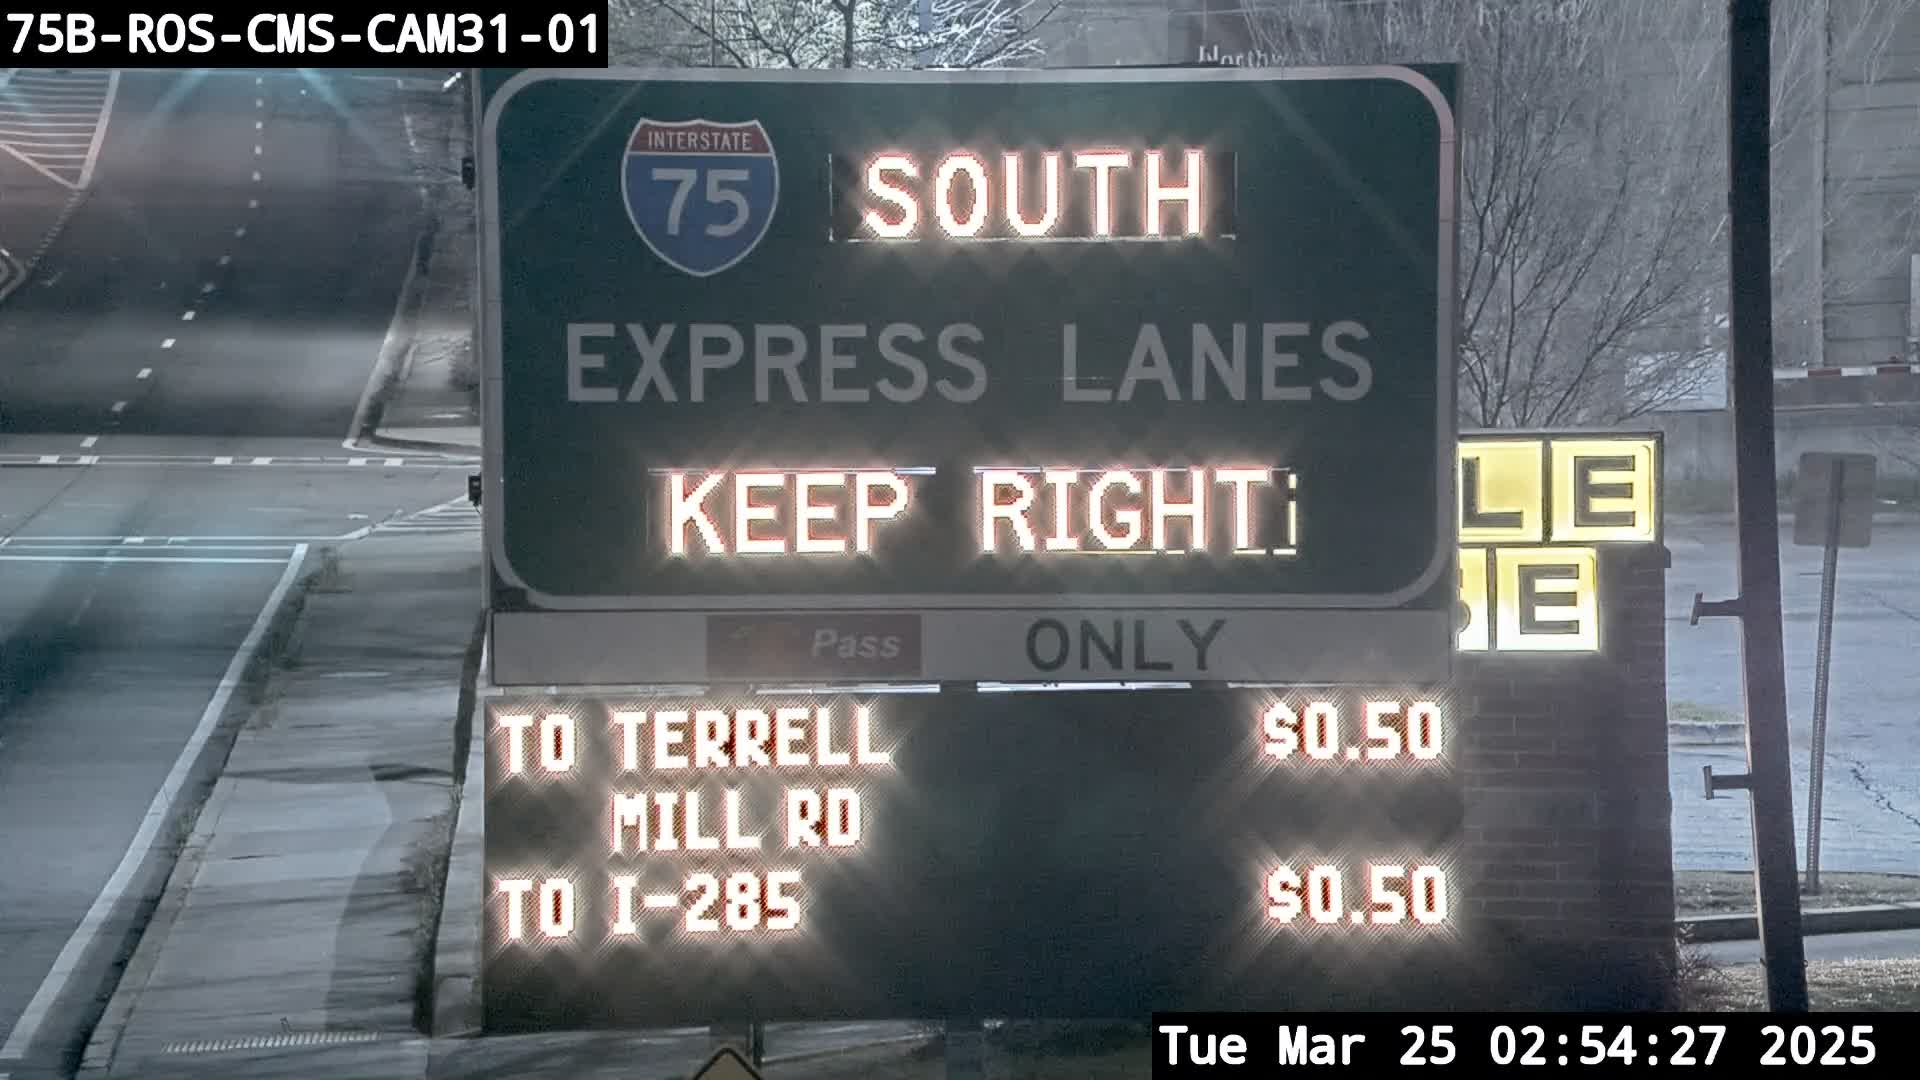 75B-ROS-CMS-CAM31-01
INTERSTATE
75
SOUTH
EXPRESS LANES
KEEP RIGHT
Pass ONLY
TO TERRELL $0.50
MILL RD
TO I-285 $0.50
LE
E
Tue Mar 25 02:54:27 2025